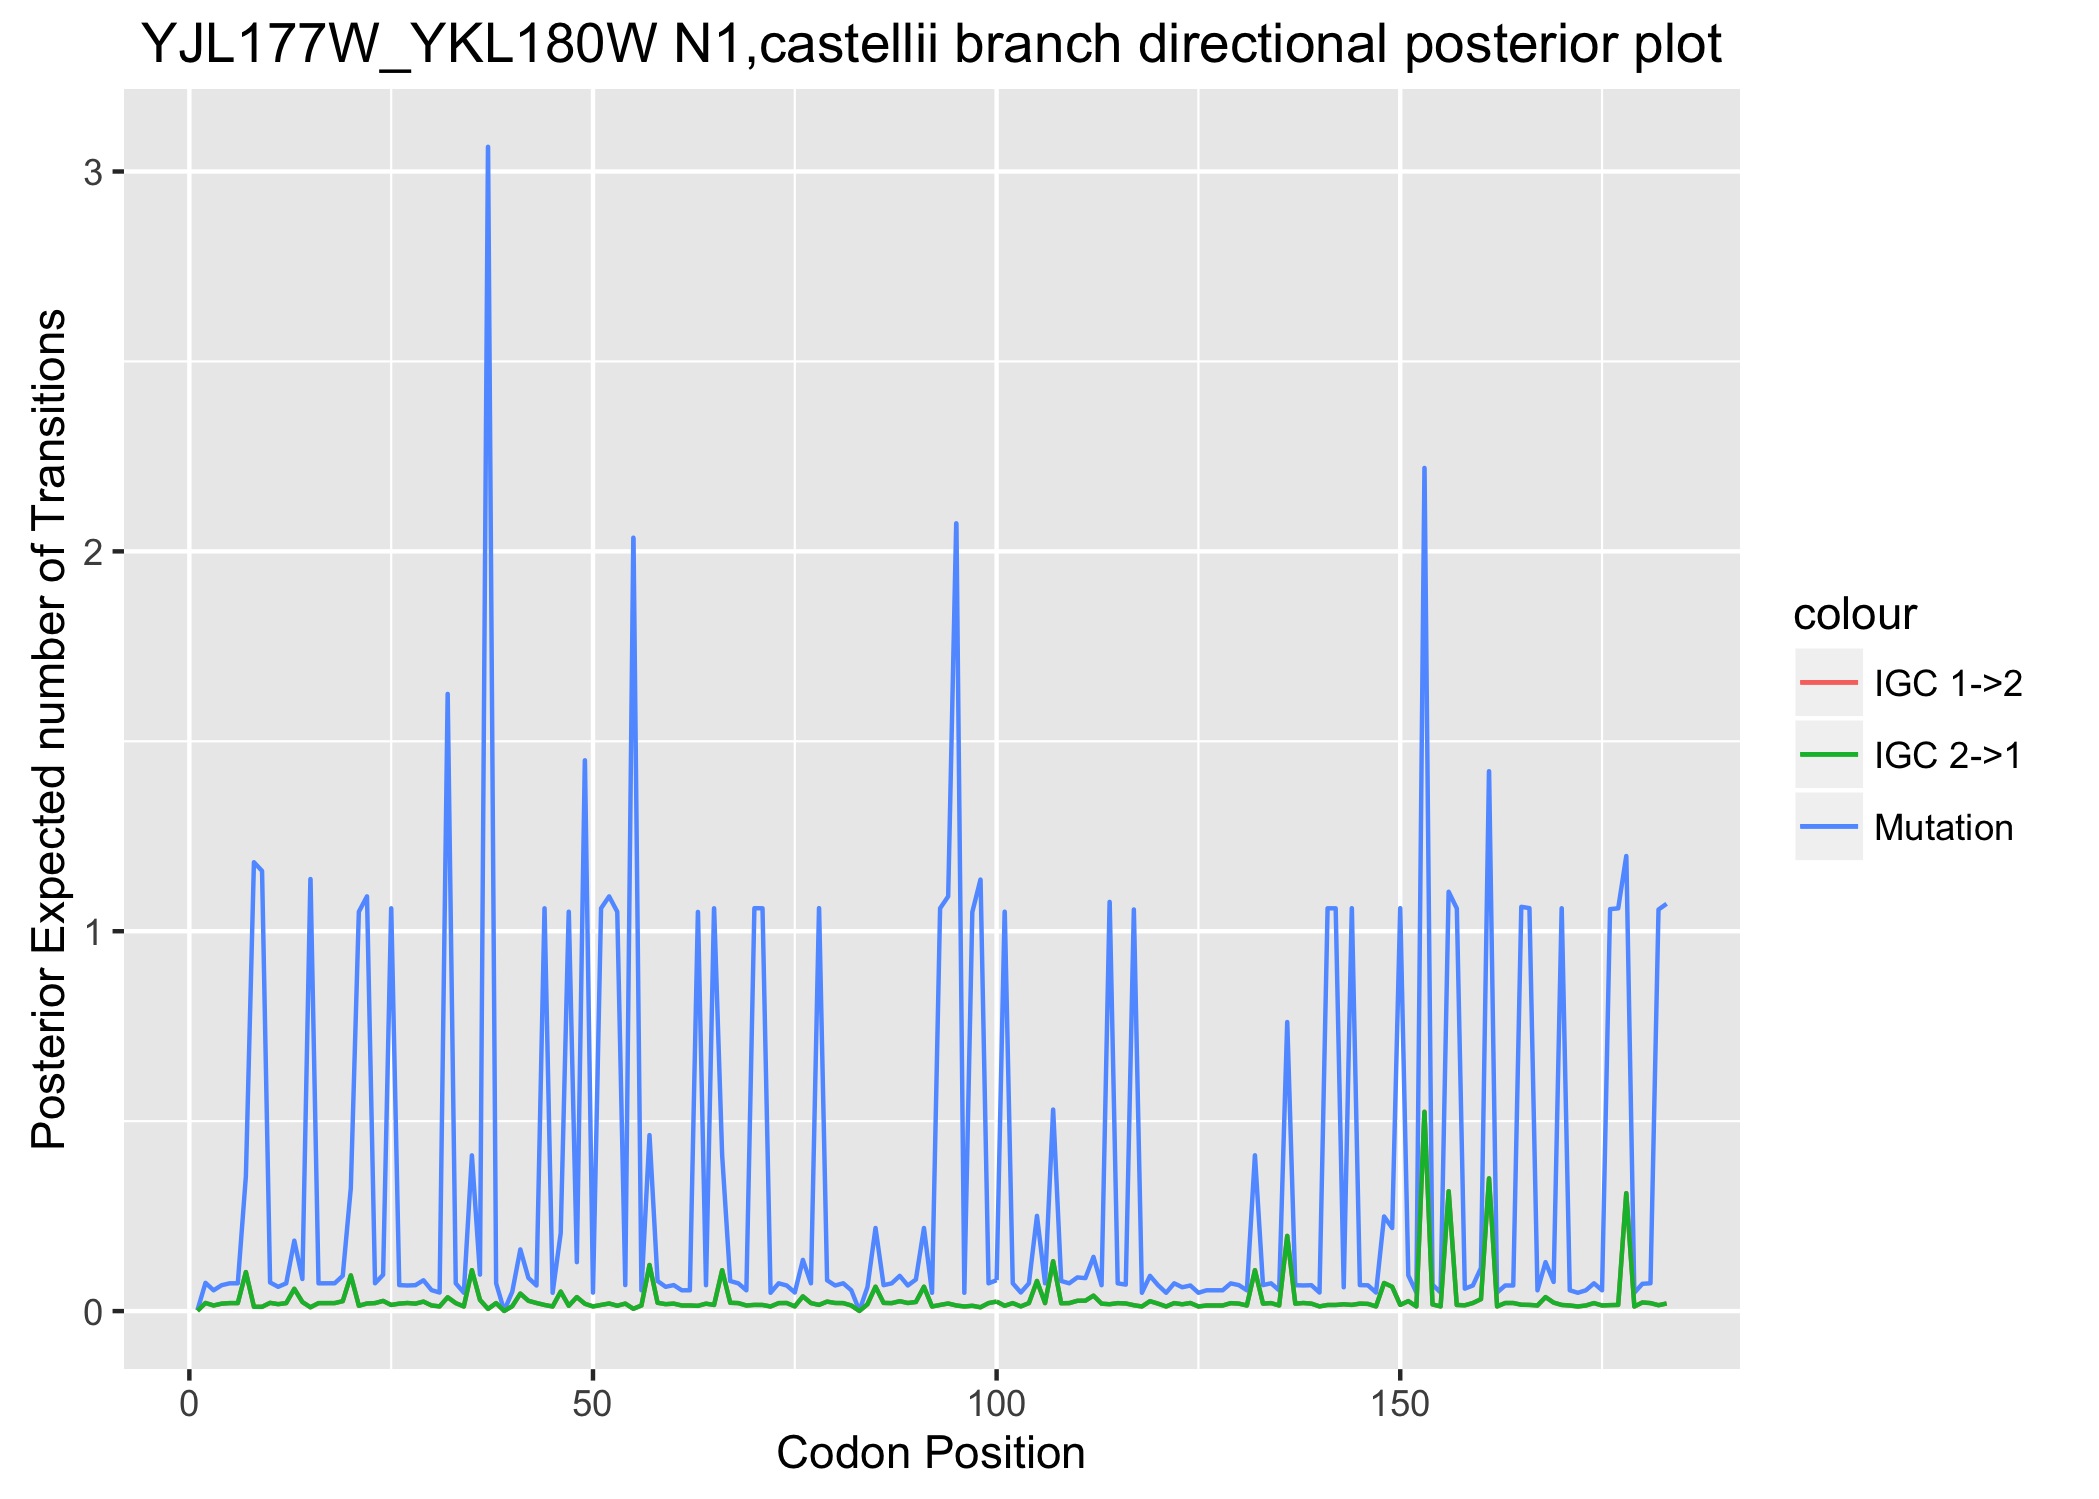 YJL177W_YKL180W N1,castellii branch directional posterior plot
Posterior Expected number of Transitions
3
2
1
0
0 50 100 150
Codon Position
colour
IGC 1->2
IGC 2->1
Mutation